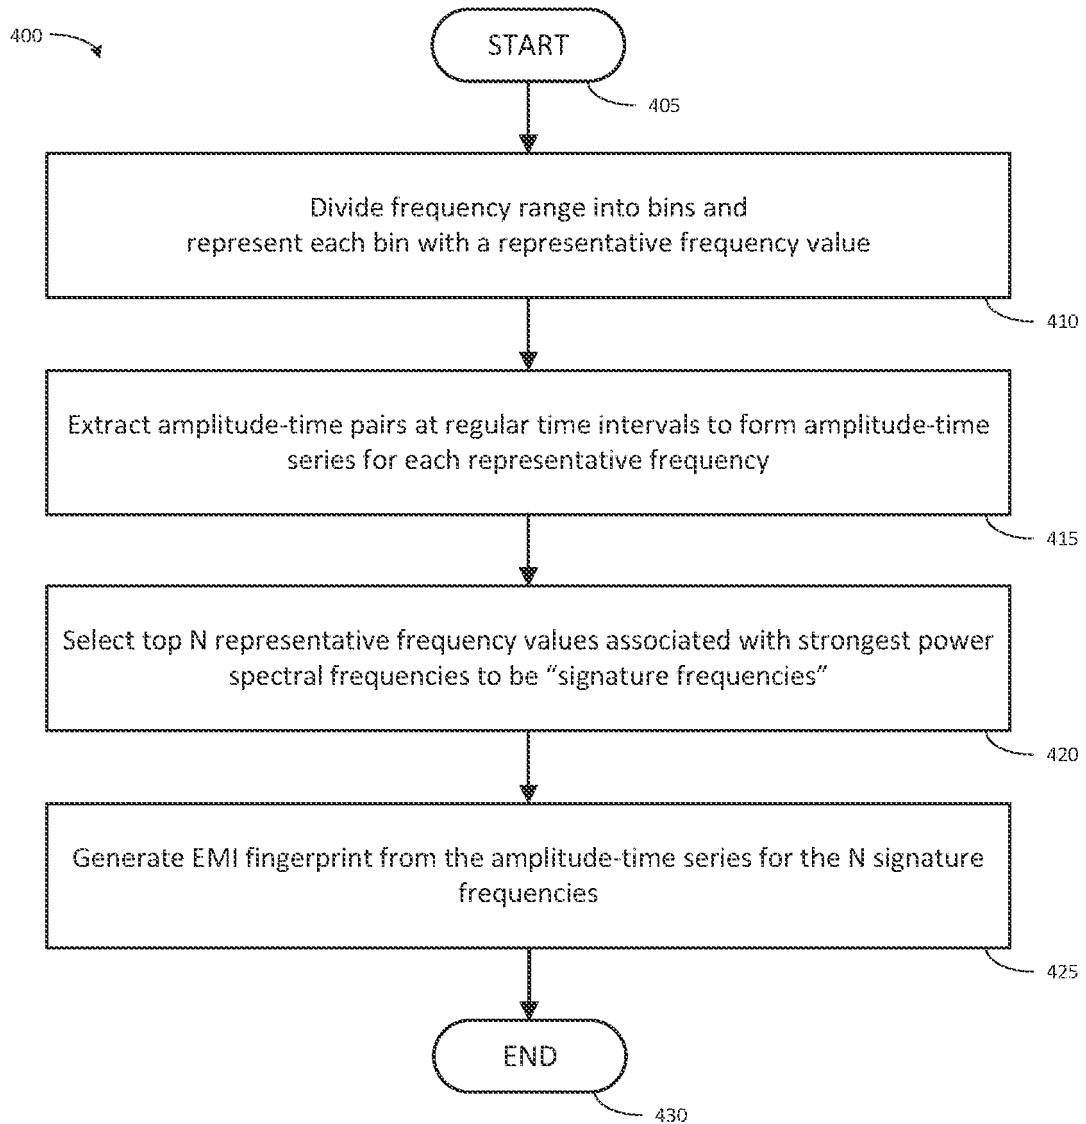 400
START
405
Divide frequency range into bins and
represent each bin with a representative frequency value
410
Extract amplitude-time pairs at regular time intervals to form amplitude-time
series for each representative frequency
415
Select top N representative frequency values associated with strongest power
spectral frequencies to be “signature frequencies”
420
Generate EMI fingerprint from the amplitude-time series for the N signature
frequencies
425
END
430